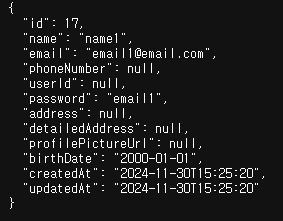 {
  "id": 17,
  "name": "name1",
  "email": "email1@email.com",
  "phoneNumber": null,
  "userId": null,
  "password": "email1",
  "address": null,
  "detailedAddress": null,
  "profilePictureUrl": null,
  "birthDate": "2000-01-01",
  "createdAt": "2024-11-30T15:25:20",
  "updatedAt": "2024-11-30T15:25:20"
}